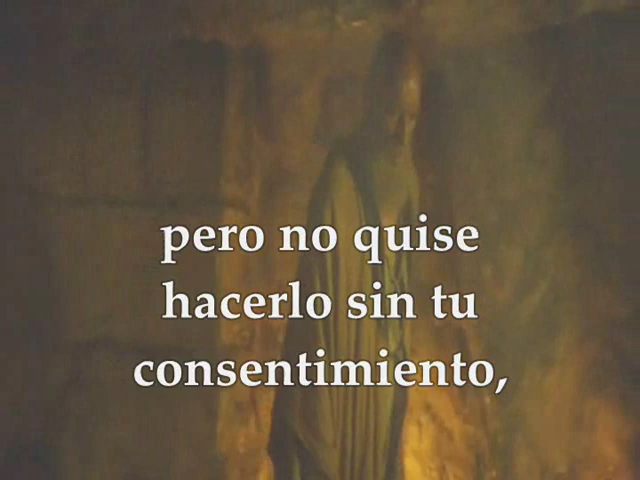 pero no quise
hacerlo sin tu
consentimiento,